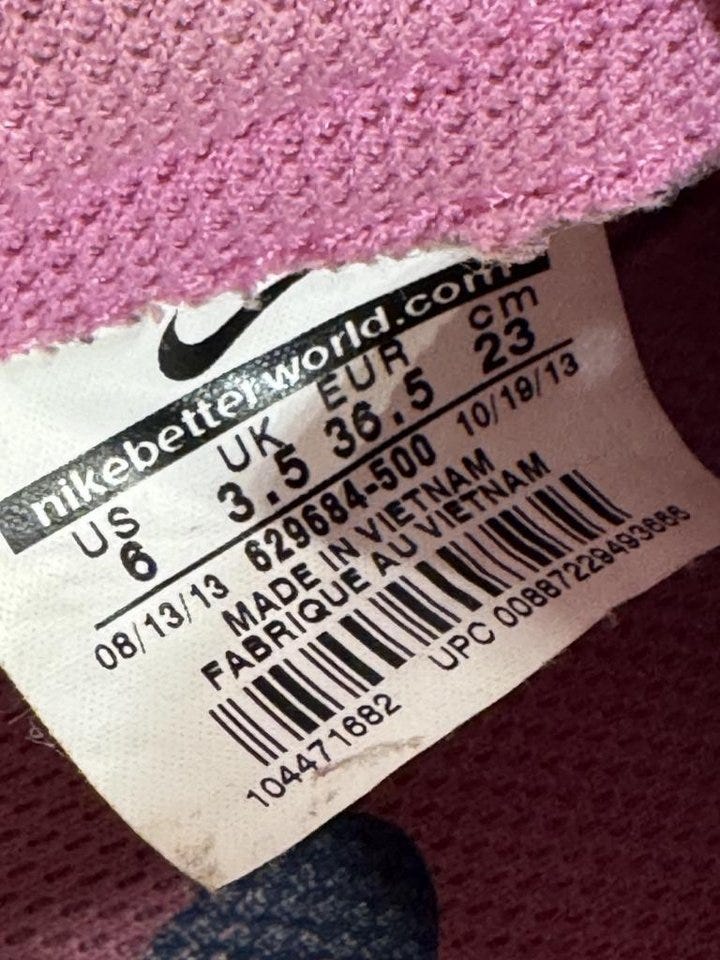 nikebetterworld.com
US UK EUR cm
6 3.5 36.5 23
08/13/13 629684-500 10/19/13
MADE IN VIETNAM
FABRIQUE AU VIETNAM
104471682 UPC 00887229493666